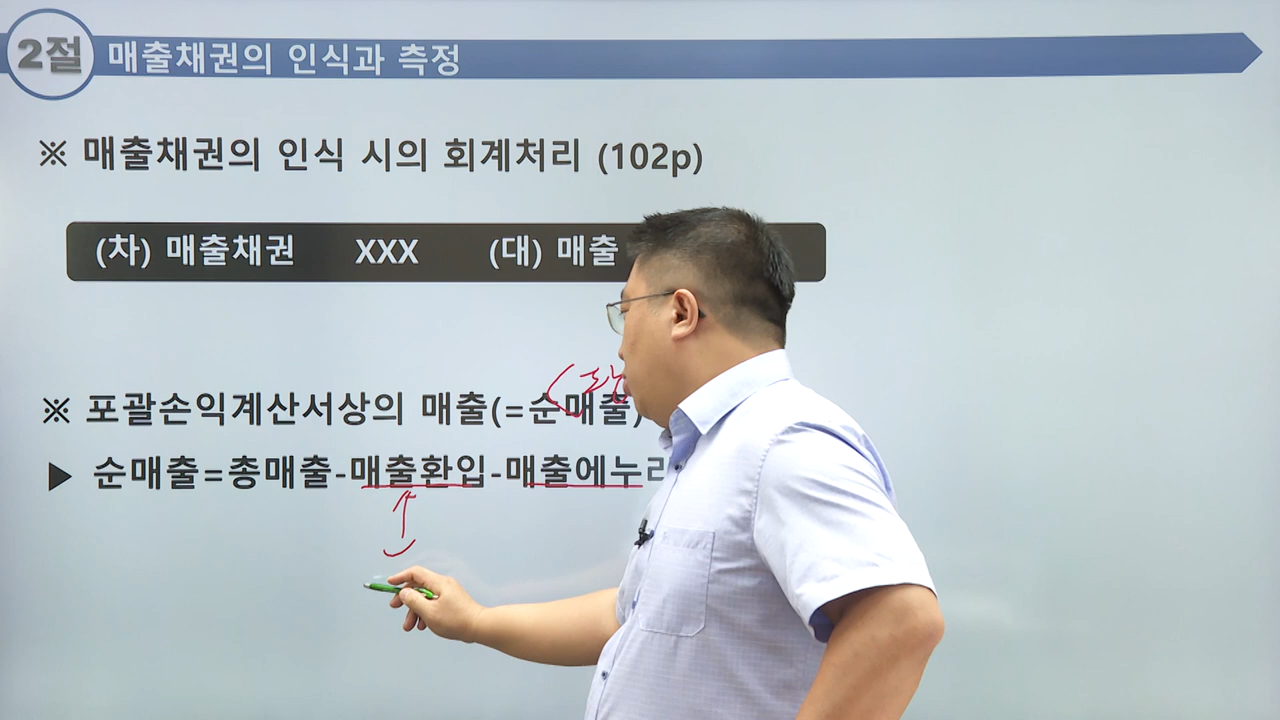 2절 매출채권의 인식과 측정
※ 매출채권의 인식 시의 회계처리 (102p)
(차) 매출채권 XXX (대) 매출
※ 포괄손익계산서상의 매출(=순매출)
▶ 순매출=총매출-매출환입-매출에누리